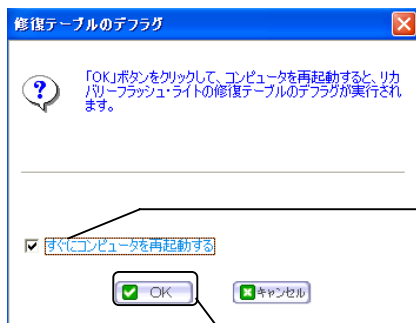 修復テーブルのデフラグ
「OK」ボタンをクリックして、コンピュータを再起動すると、リカ
バリーフラッシュ・ライトの修復テーブルのデフラグが実行され
ます。
すぐにコンピュータを再起動する
OK
キャンセル